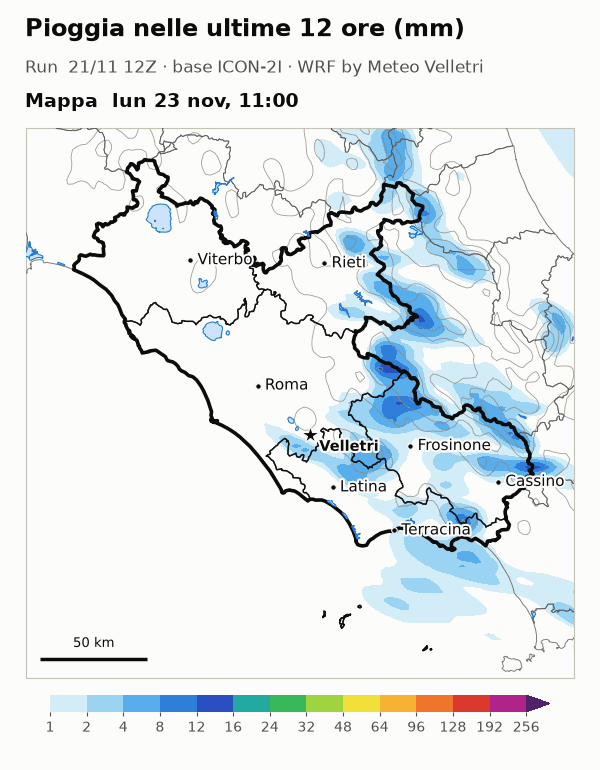 Pioggia nelle ultime 12 ore (mm)
Run  21/11 12Z · base ICON-2I · WRF by Meteo Velletri
Mappa  lun 23 nov, 11:00
Viterbo
Rieti
Roma
Velletri
Frosinone
Cassino
Latina
Terracina
50 km
1 2 4 8 12 16 24 32 48 64 96 128 192 256